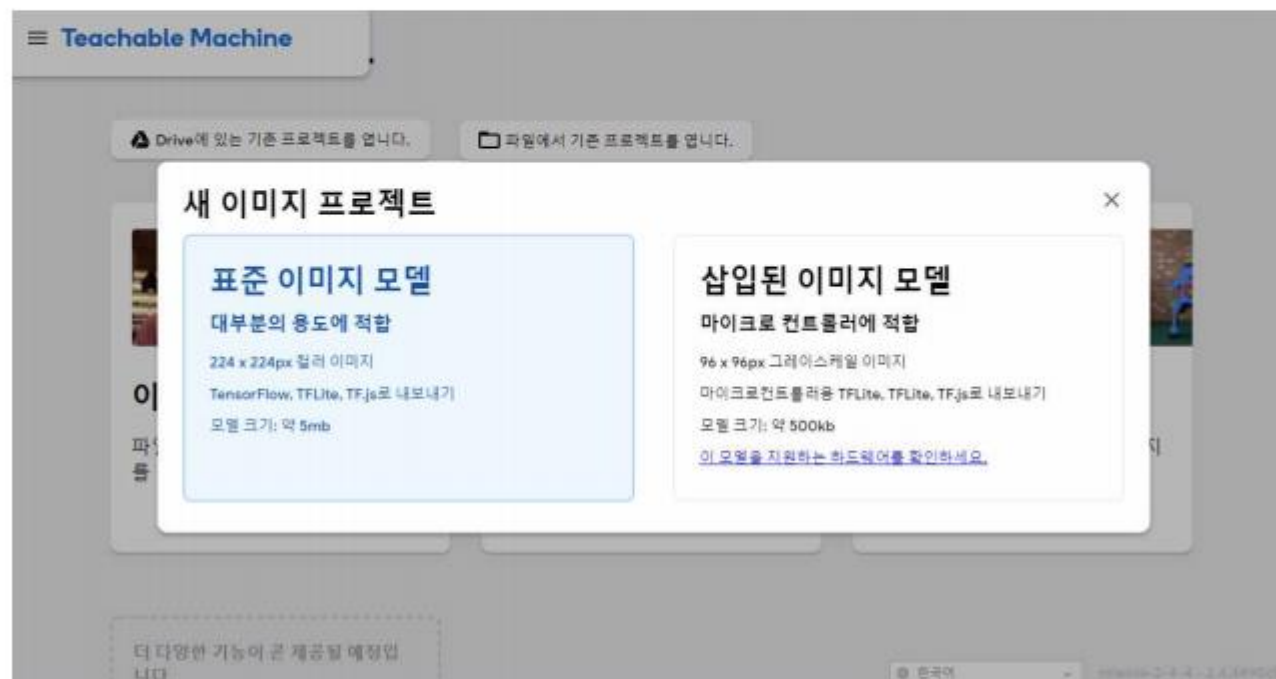 Teachable Machine
Drive에 있는 기존 프로젝트를 엽니다.
파일에서 기존 프로젝트를 엽니다.
새 이미지 프로젝트
표준 이미지 모델
대부분의 용도에 적합
224 x 224px 컬러 이미지
TensorFlow, TFLite, TF.js로 내보내기
모델 크기: 약 5mb
삽입된 이미지 모델
마이크로 컨트롤러에 적합
96 x 96px 그레이스케일 이미지
마이크로컨트롤러용 TFLite, TFLite, TF.js로 내보내기
모델 크기: 약 500kb
이 모델을 지원하는 하드웨어를 확인하세요.
이
를
지
더 다양한 기능이 곧 제공될 예정입
니다
한국어